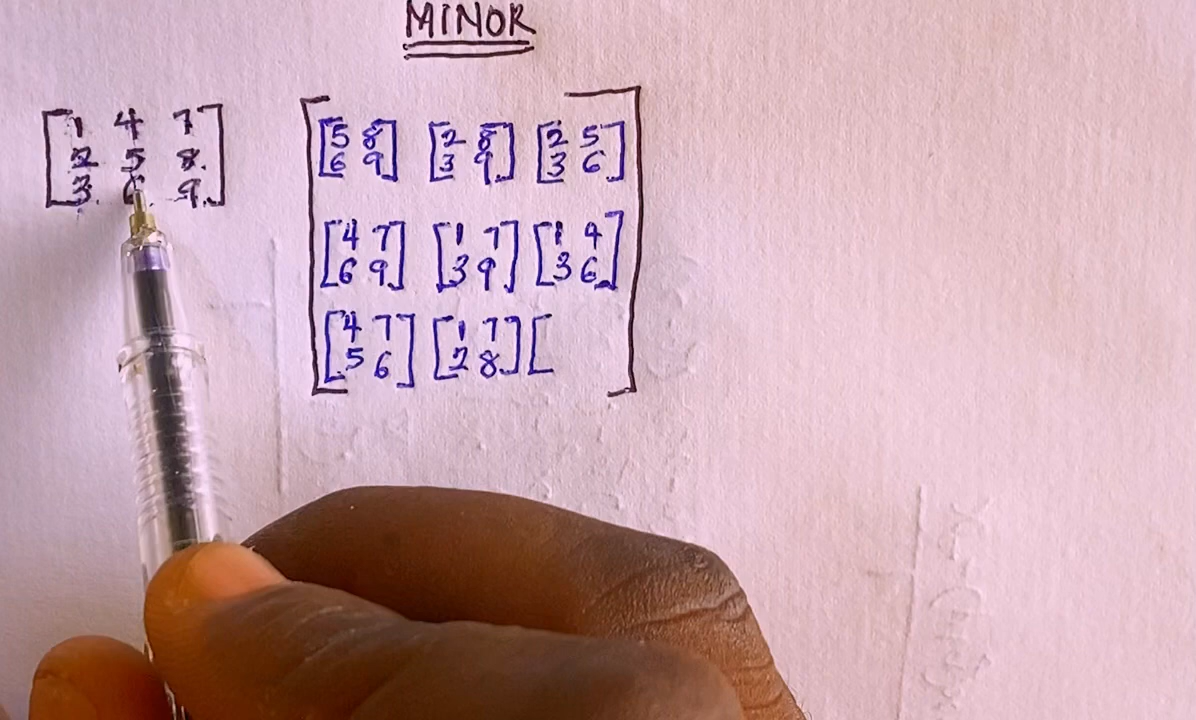 MINOR
1 4 7 5 8 2 8 2 5
2 5 8 6 9 3 9 3 6
3 6 9
4 7 1 7 1 4
6 9 3 9 3 6
4 7 1 7
5 6 2 8